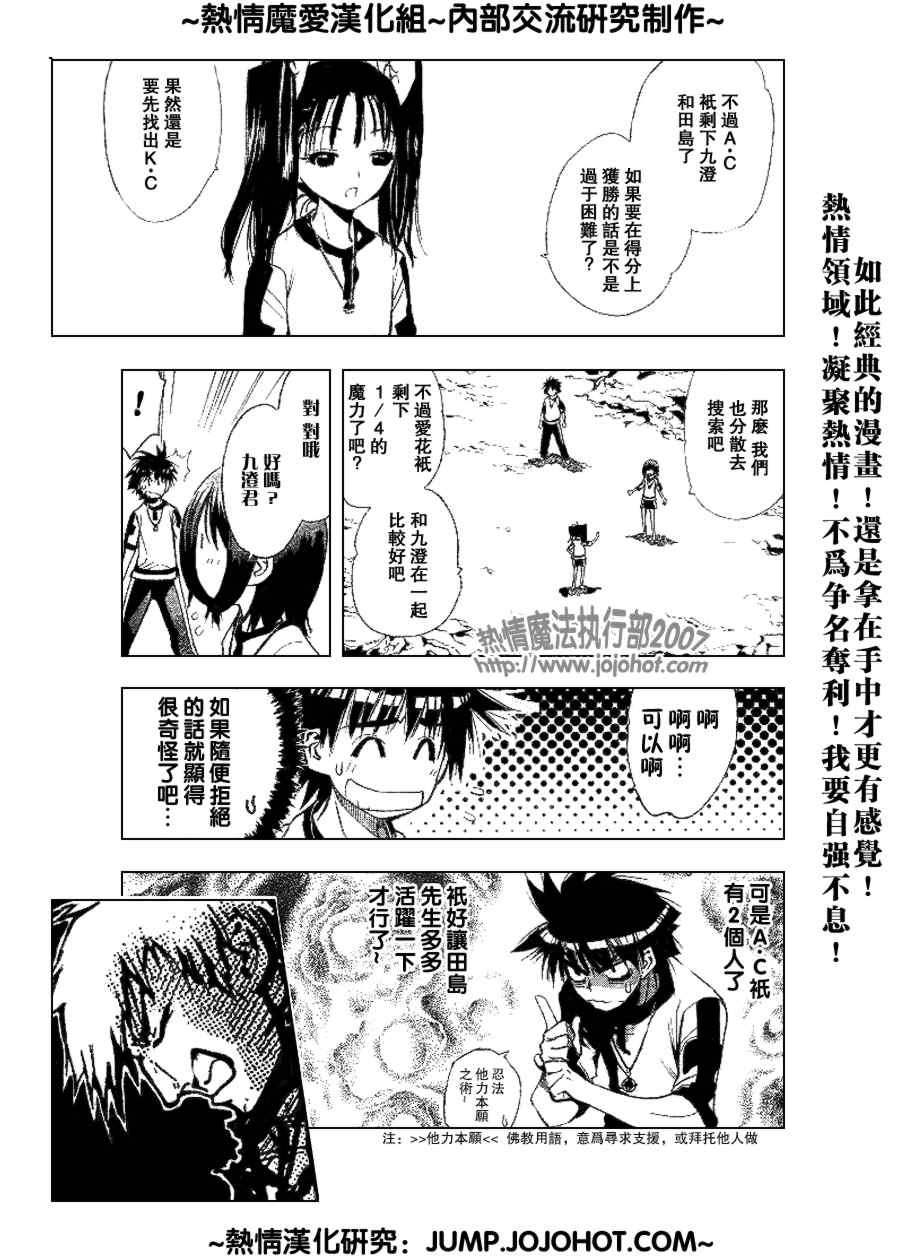 ~熱情魔愛漢化組~內部交流研究制作~
不過A·C
衹剩下九澄
和田島了
如果要在得分上
獲勝的話是不是
過于困難了？
果然還是
要先找出K·C
那麽我們
也分散去
搜索吧
不過愛花衹
剩下
1/4的
魔力了吧？
和九澄在一起
比較好吧
對對哦
好嗎？
九澄君
！
熱情魔法执行部2007
http://www.jojohot.com
啊
啊啊…
可以啊
如果隨便拒絕
的話就顯得
很奇怪了吧…
可是A·C衹
有2個人了
衹好讓田島
先生多多
活躍一下
才行了~
忍法
他力本願
之術~
注：>>他力本願<< 佛教用語，意爲尋求支援，或拜托他人做
如此經典的漫畫！還是拿在手中才更有感覺！
熱情領域！凝聚熱情！不爲争名奪利！我要自强不息！
~熱情漢化研究：JUMP.JOJOHOT.COM~